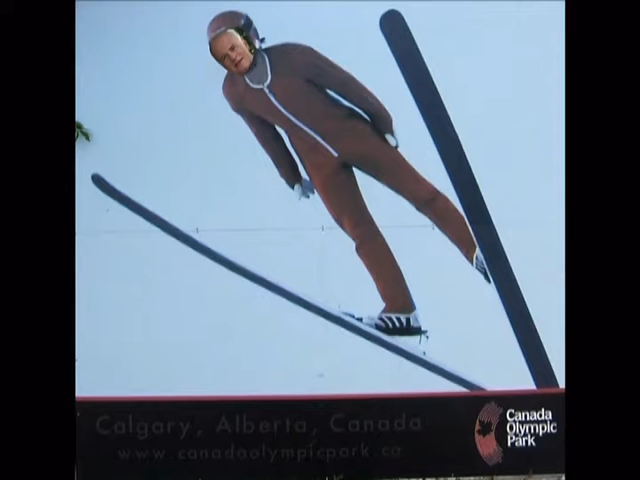 Calgary, Alberta, Canada
www.canadaolympicpark.ca
Canada
Olympic
Park